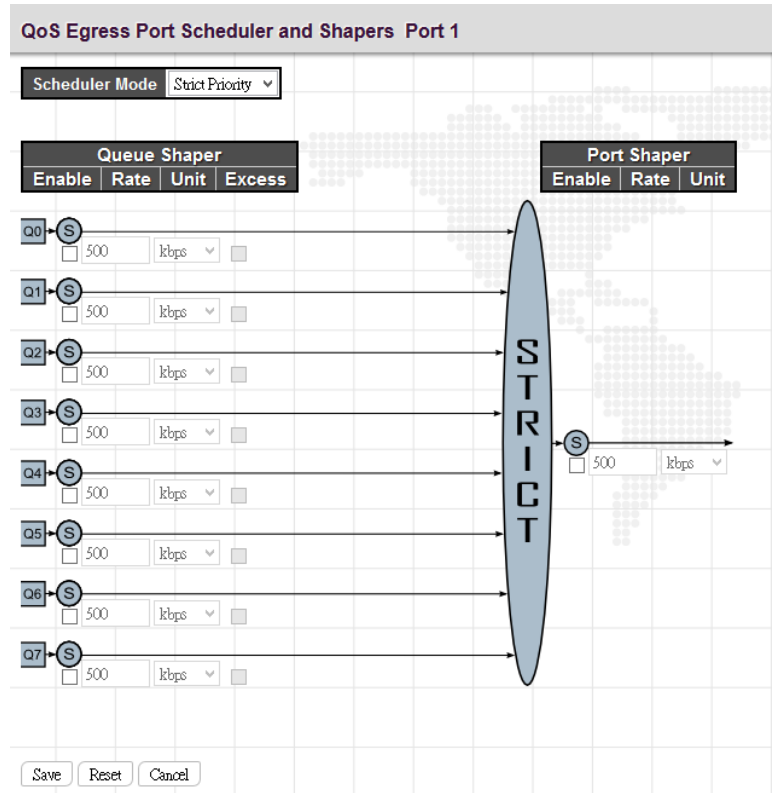 QoS Egress Port Scheduler and Shapers Port 1
Scheduler Mode Strict Priority
Queue Shaper
Enable Rate Unit Excess
Port Shaper
Enable Rate Unit
Q0 S
500 kbps
Q1 S
500 kbps
Q2 S
500 kbps
Q3 S
500 kbps
Q4 S
500 kbps
Q5 S
500 kbps
Q6 S
500 kbps
Q7 S
500 kbps
STRICT
S
500 kbps
Save Reset Cancel